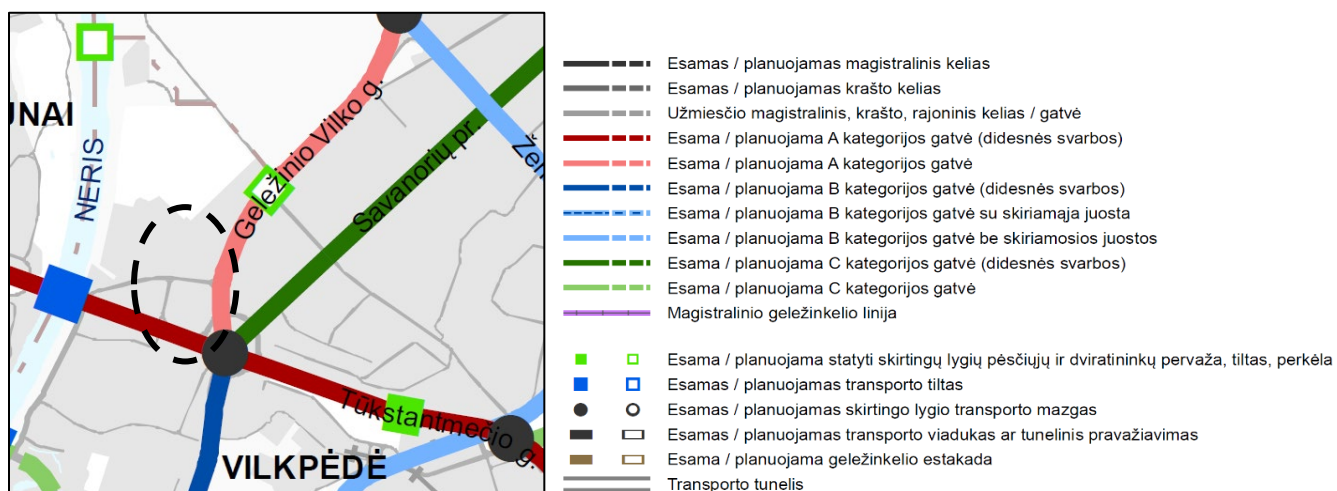 Geležinio Vilko g.
Savanorių pr.
Žem
JNAI
NERIS
Tūkstantmečio g.
VILKPĖDĖ
Esamas / planuojamas magistralinis kelias
Esamas / planuojamas krašto kelias
Užmiesčio magistralinis, krašto, rajoninis kelias / gatvė
Esama / planuojama A kategorijos gatvė (didesnės svarbos)
Esama / planuojama A kategorijos gatvė
Esama / planuojama B kategorijos gatvė (didesnės svarbos)
Esama / planuojama B kategorijos gatvė su skiriamąja juosta
Esama / planuojama B kategorijos gatvė be skiriamosios juostos
Esama / planuojama C kategorijos gatvė (didesnės svarbos)
Esama / planuojama C kategorijos gatvė
Magistralinio geležinkelio linija
Esama / planuojama statyti skirtingų lygių pėsčiųjų ir dviratininkų pervaža, tiltas, perkėla
Esamas / planuojamas transporto tiltas
Esamas / planuojamas skirtingo lygio transporto mazgas
Esamas / planuojamas transporto viadukas ar tunelinis pravažiavimas
Esama / planuojama geležinkelio estakada
Transporto tunelis